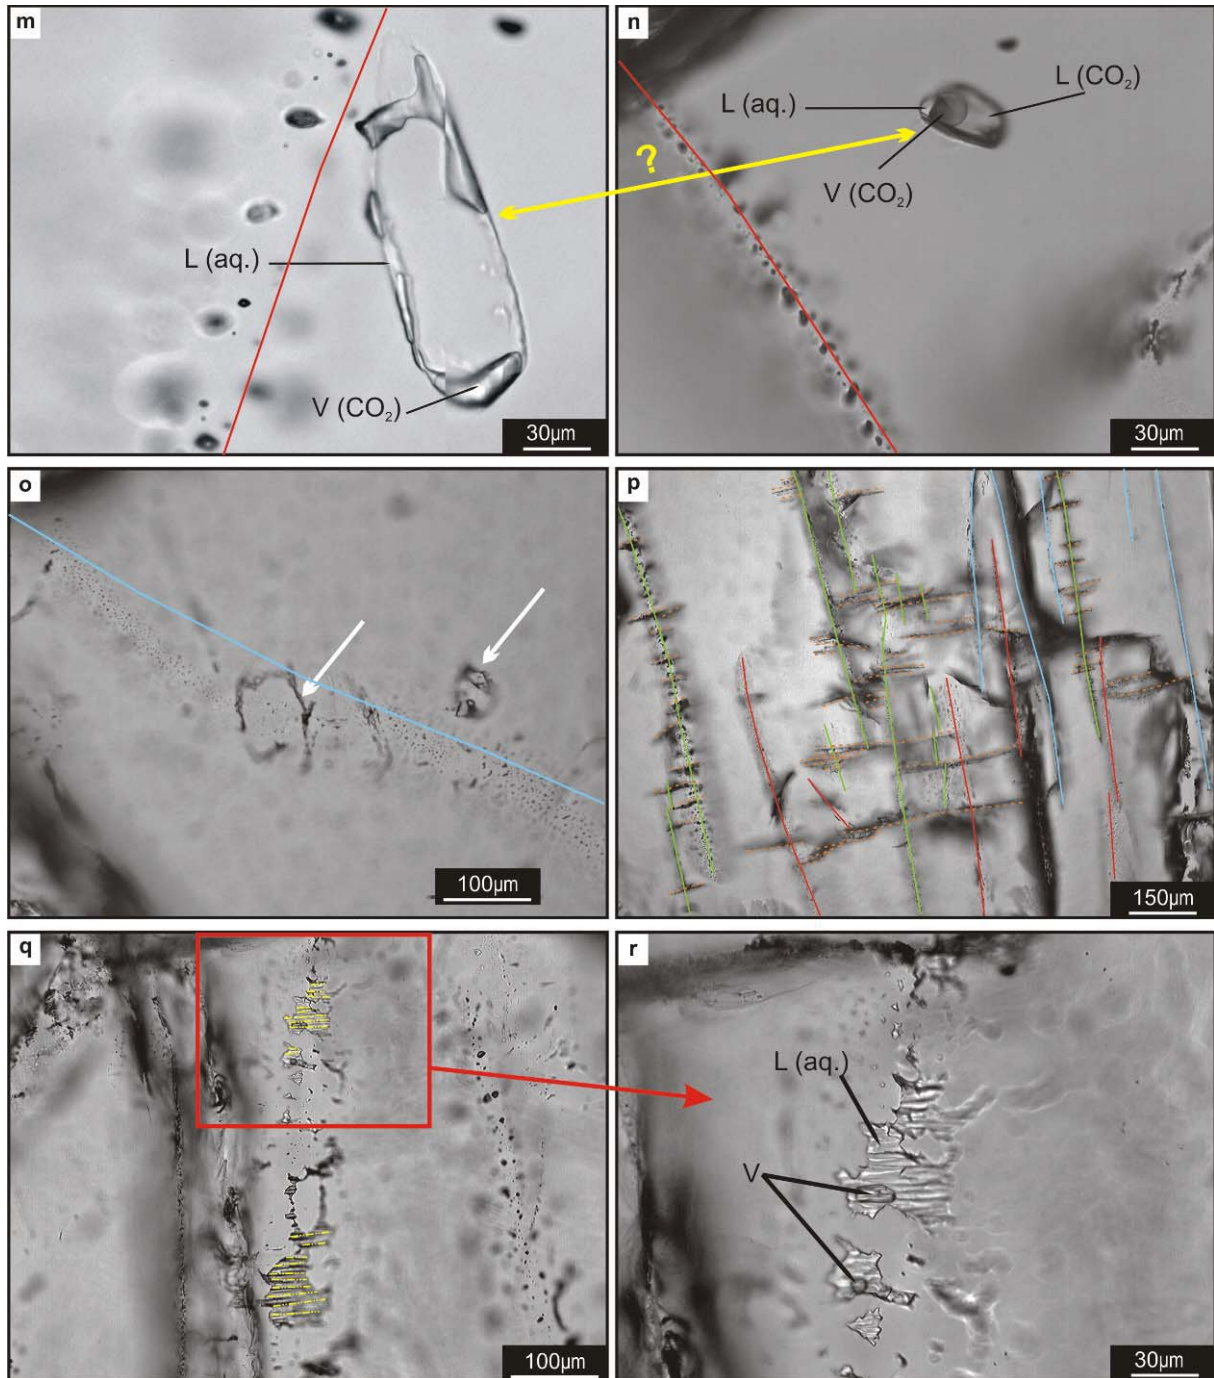 m
L (aq.)
V (CO₂)
30µm
n
L (aq.)
L (CO₂)
?
V (CO₂)
30µm
o
100µm
p
150µm
q
100µm
r
L (aq.)
V
30µm